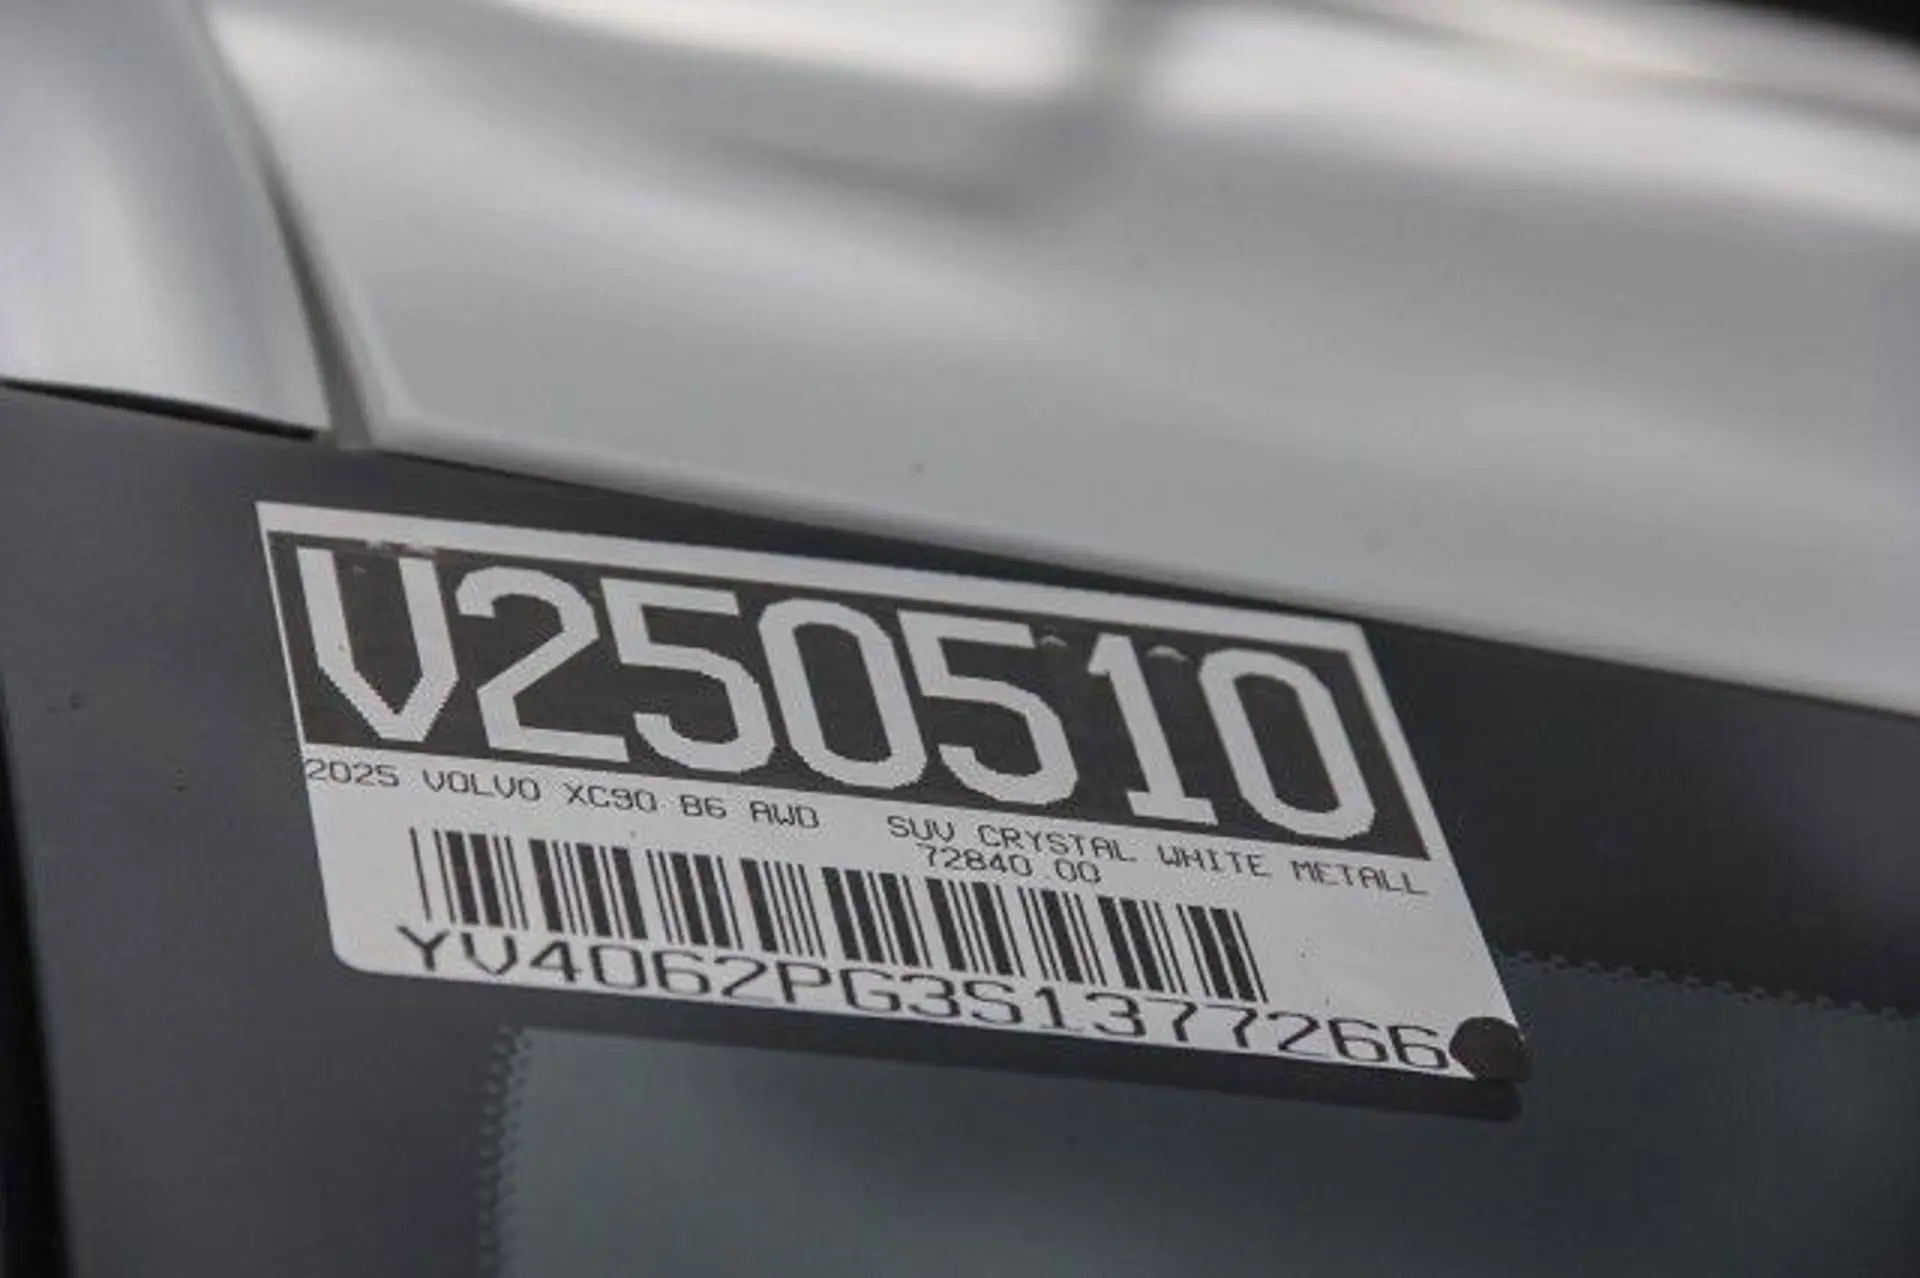 V250510
2025 VOLVO XC90 B6 AWD SUV CRYSTAL WHITE METALL
72840.00
YV4062PG3S1377266